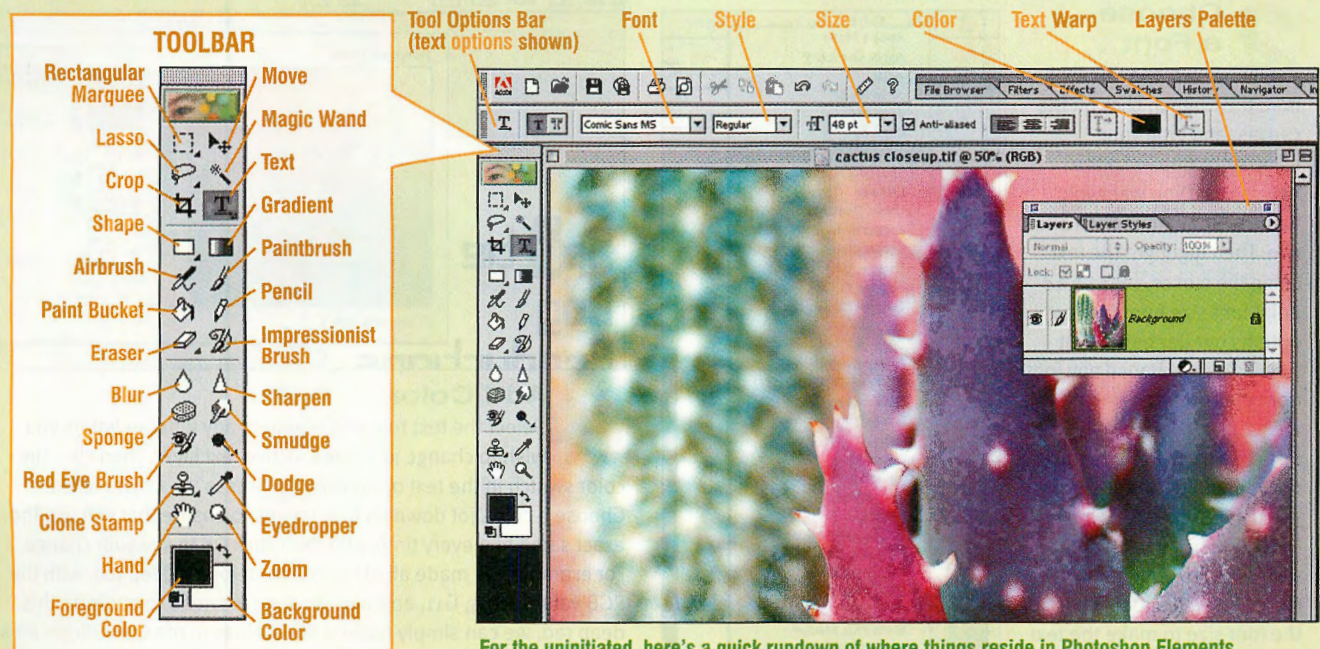 TOOLBAR
Rectangular
Marquee
Move
Lasso
Magic Wand
Crop
Text
Shape
Gradient
Airbrush
Paintbrush
Paint Bucket
Pencil
Eraser
Impressionist
Brush
Blur
Sharpen
Sponge
Smudge
Red Eye Brush
Dodge
Clone Stamp
Eyedropper
Hand
Zoom
Foreground
Color
Background
Color
Tool Options Bar
(text options shown)
Font
Style
Size
Color
Text Warp
Layers Palette
File Browser
Filters
Effects
Swatches
History
Navigator
T
Comic Sans MS
Regular
48 pt
Anti-aliased
cactus closeup.tif @ 50% (RGB)
Layers
Layer Styles
Normal
Opacity: 100%
Lock:
Background
For the uninitiated, here's a quick rundown of where things reside in Photoshop Elements